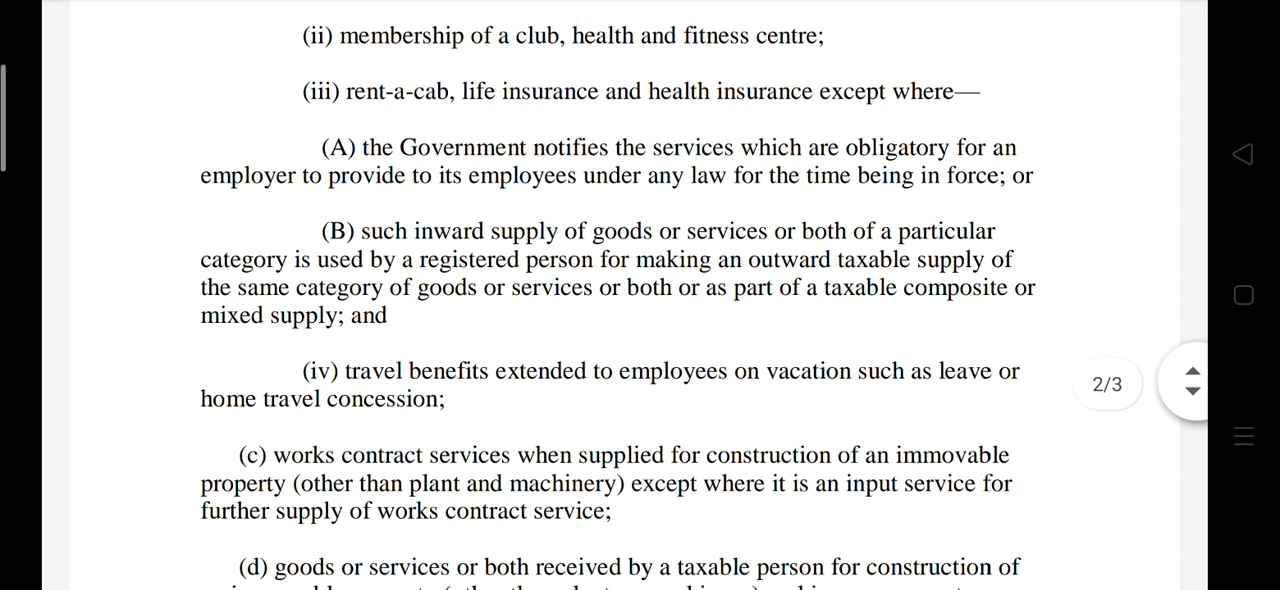 (ii) membership of a club, health and fitness centre;
(iii) rent-a-cab, life insurance and health insurance except where—
(A) the Government notifies the services which are obligatory for an
employer to provide to its employees under any law for the time being in force; or
(B) such inward supply of goods or services or both of a particular
category is used by a registered person for making an outward taxable supply of
the same category of goods or services or both or as part of a taxable composite or
mixed supply; and
(iv) travel benefits extended to employees on vacation such as leave or
home travel concession;
2/3
(c) works contract services when supplied for construction of an immovable
property (other than plant and machinery) except where it is an input service for
further supply of works contract service;
(d) goods or services or both received by a taxable person for construction of